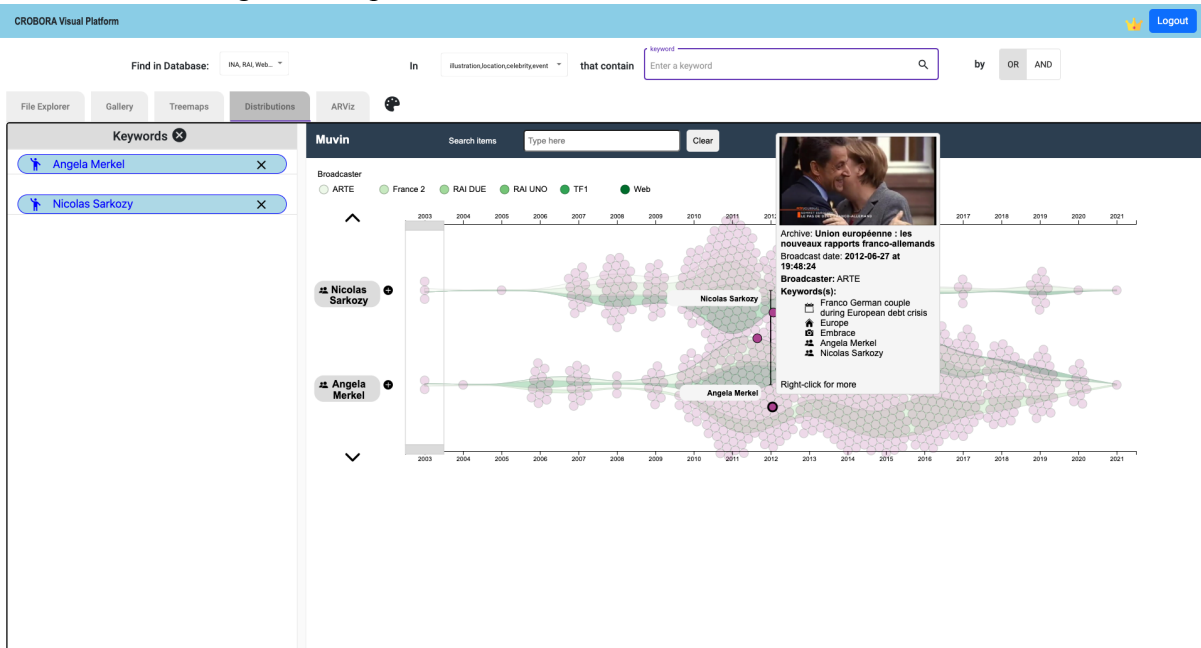 CROBORA Visual Platform
Logout
Find in Database:
INA, RAI, Web...
In
illustration,location,celebrity,event
that contain
keyword
Enter a keyword
by
OR
AND
File Explorer
Gallery
Treemaps
Distributions
ARViz
Keywords
Angela Merkel
Nicolas Sarkozy
Muvin
Search items
Type here
Clear
Broadcaster
ARTE
France 2
RAI DUE
RAI UNO
TF1
Web
2003 2004 2005 2006 2007 2008 2009 2010 2011 2017 2018 2019 2020 2021
Nicolas
Sarkozy
Nicolas Sarkozy
Angela
Merkel
Angela Merkel
Archive: Union européenne : les
nouveaux rapports franco-allemands
Broadcast date: 2012-06-27 at
19:48:24
Broadcaster: ARTE
Keywords(s):
Franco German couple
during European debt crisis
Europe
Embrace
Angela Merkel
Nicolas Sarkozy
Right-click for more
2003 2004 2005 2006 2007 2008 2009 2010 2011 2012 2013 2014 2015 2016 2017 2018 2019 2020 2021